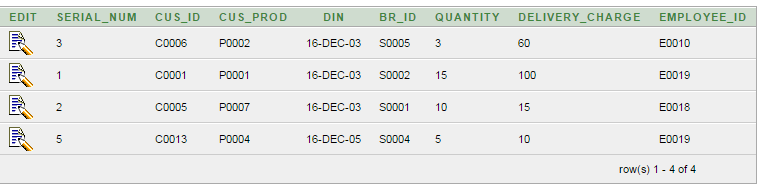 EDIT SERIAL_NUM CUS_ID CUS_PROD DIN BR_ID QUANTITY DELIVERY_CHARGE EMPLOYEE_ID
3 C0006 P0002 16-DEC-03 S0005 3 60 E0010
1 C0001 P0001 16-DEC-03 S0002 15 100 E0019
2 C0005 P0007 16-DEC-03 S0001 10 15 E0018
5 C0013 P0004 16-DEC-05 S0004 5 10 E0019
row(s) 1 - 4 of 4